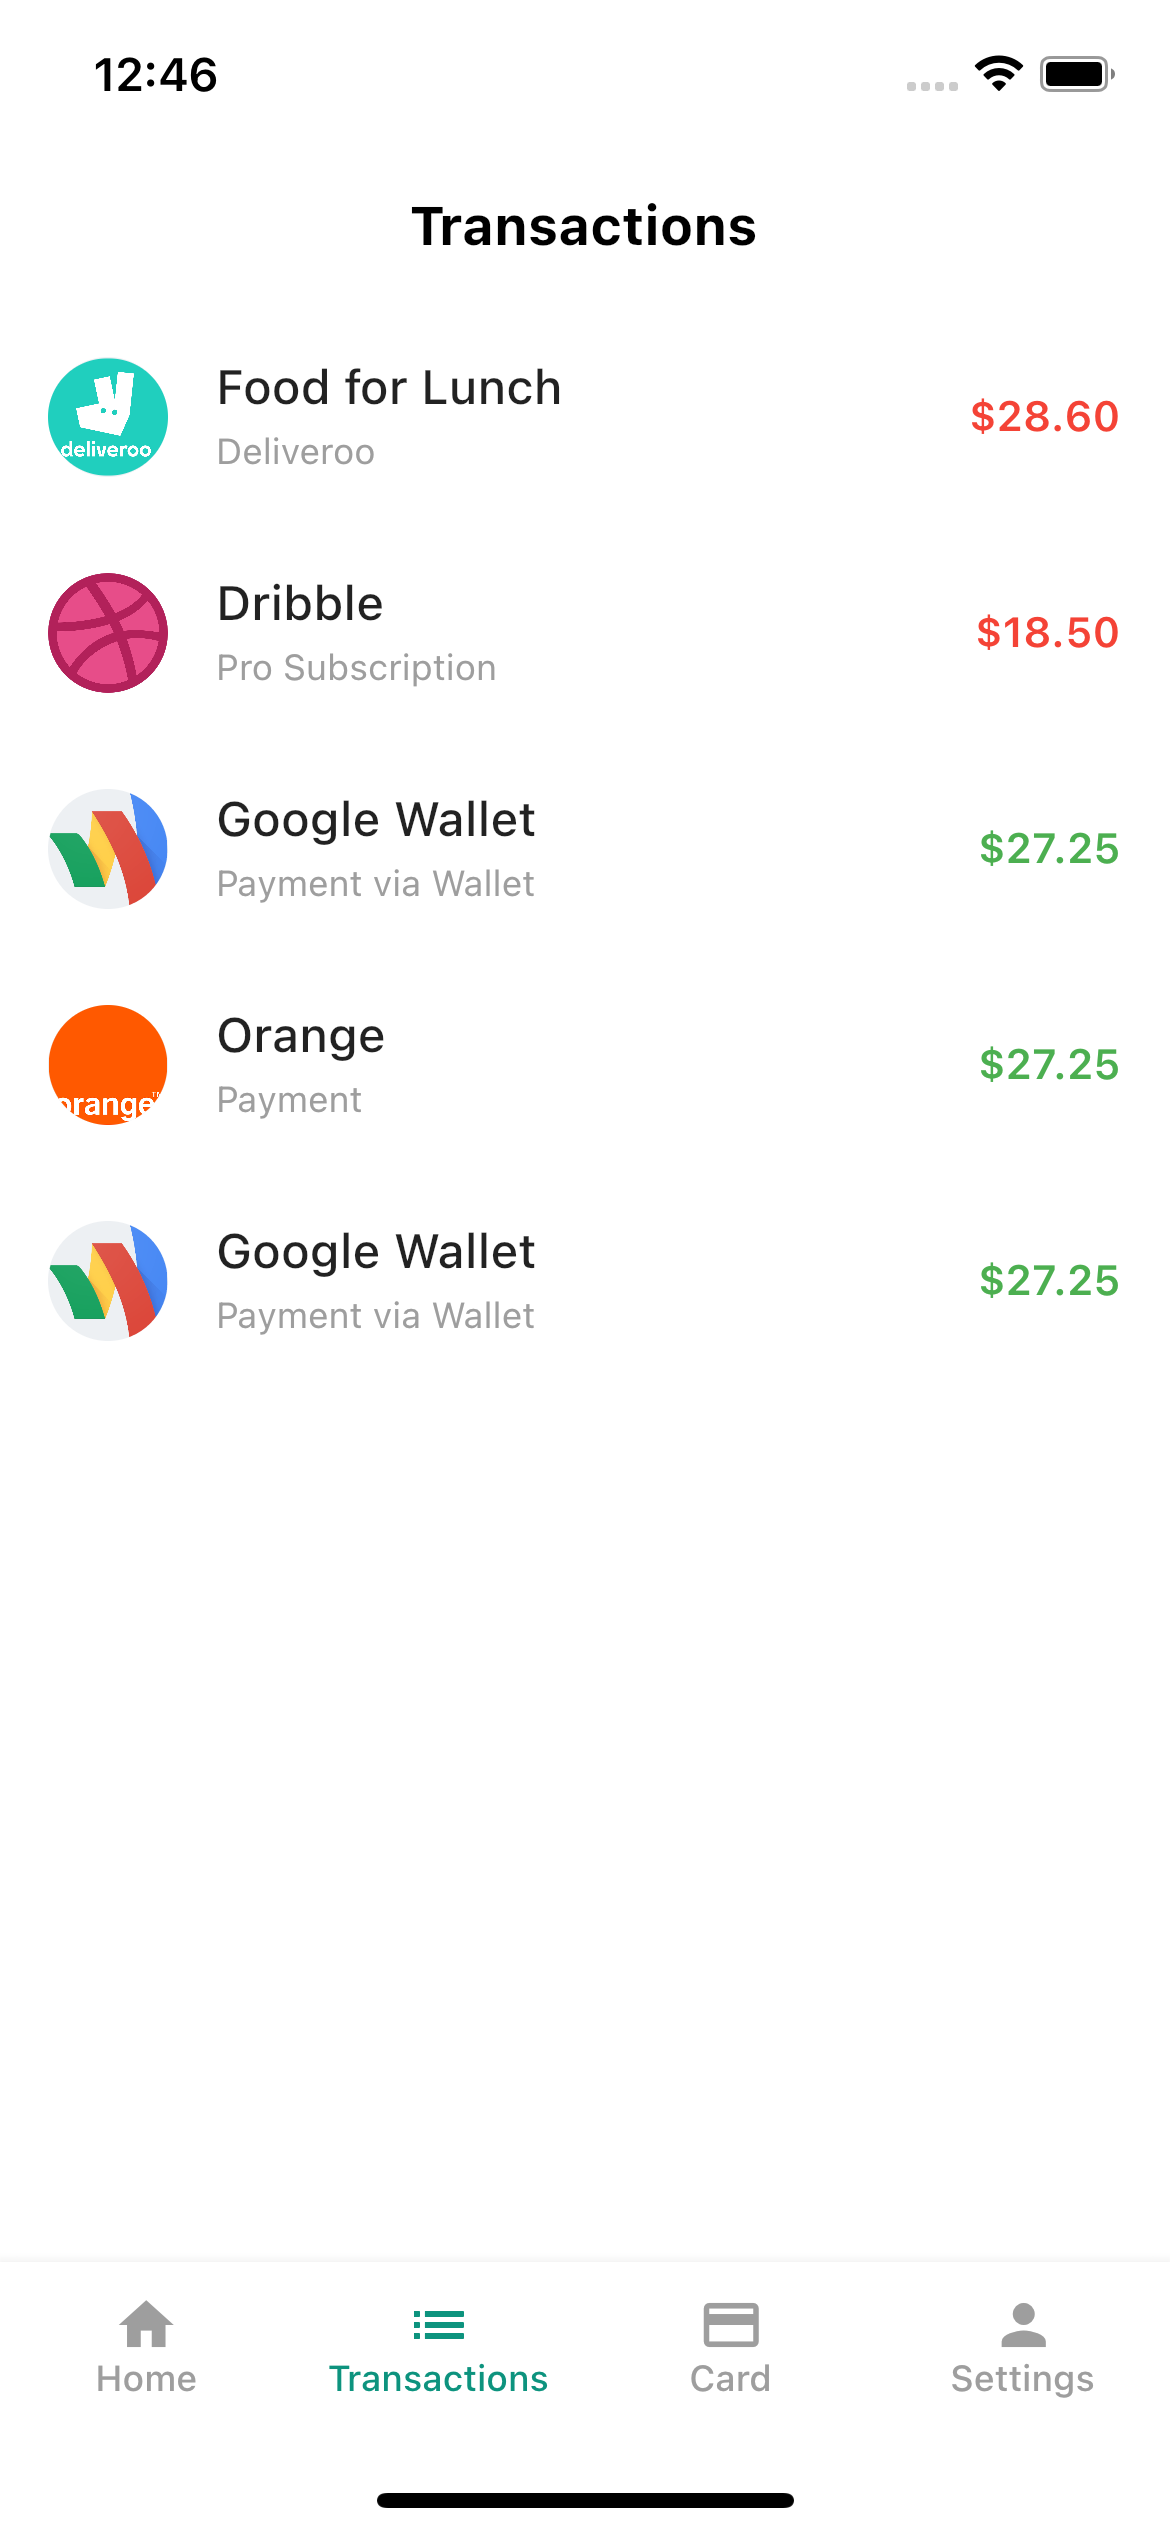 12:46
Transactions
Food for Lunch
Deliveroo
$28.60
deliveroo
Dribble
Pro Subscription
$18.50
Google Wallet
Payment via Wallet
$27.25
Orange
Payment
$27.25
orange
Google Wallet
Payment via Wallet
$27.25
Home
Transactions
Card
Settings